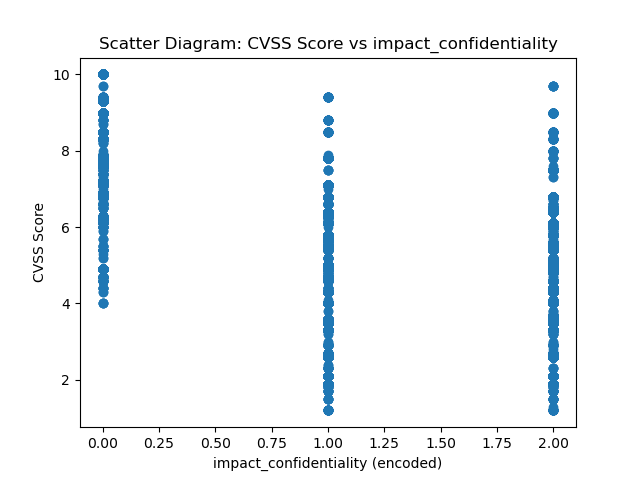 Scatter Diagram: CVSS Score vs impact_confidentiality
10
8
6
4
2
CVSS Score
0.00 0.25 0.50 0.75 1.00 1.25 1.50 1.75 2.00
impact_confidentiality (encoded)